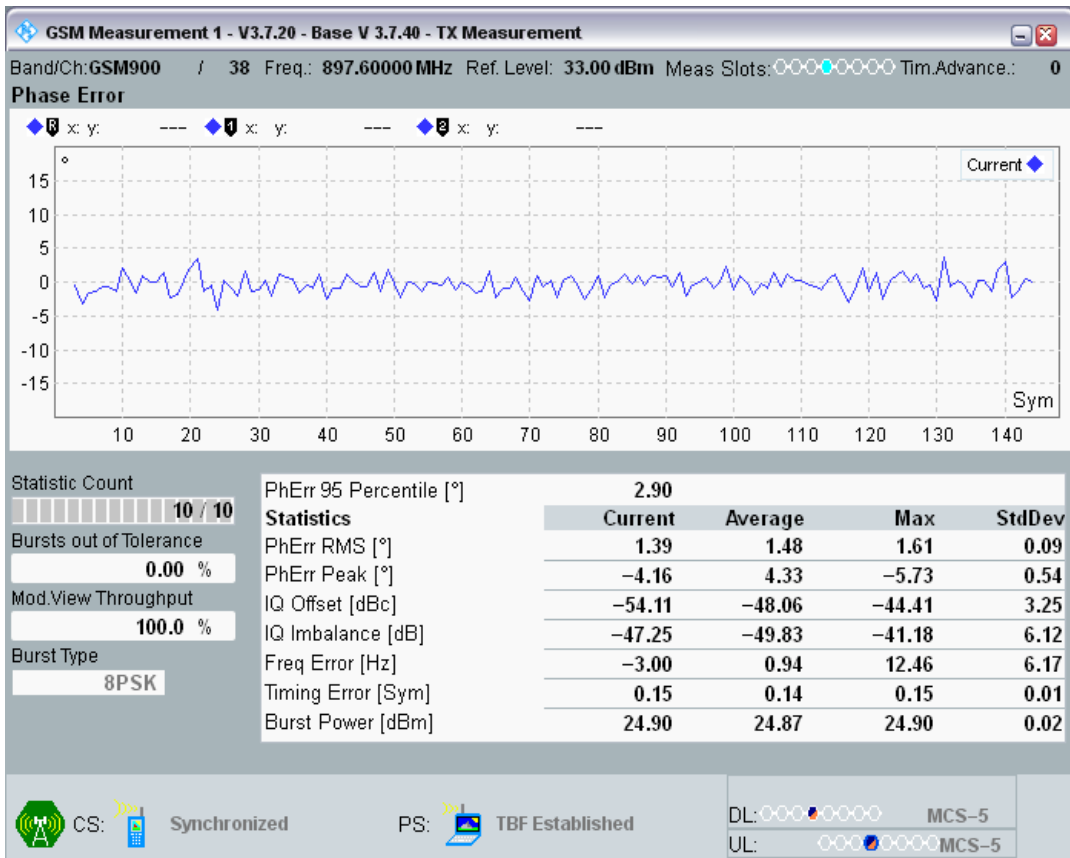 GSM Measurement 1 - V3.7.20 - Base V 3.7.40 - TX Measurement
Band/Ch:GSM900 / 38 Freq.: 897.60000 MHz Ref. Level: 33.00 dBm Meas Slots: Tim.Advance.: 0
Phase Error
R x: y: --- 1 x: y: --- 2 x: y: ---
°
Current
15
10
5
0
-5
-10
-15
Sym
10 20 30 40 50 60 70 80 90 100 110 120 130 140
Statistic Count
10 / 10
Bursts out of Tolerance
0.00 %
Mod.View Throughput
100.0 %
Burst Type
8PSK
PhErr 95 Percentile [°] 2.90
Statistics Current Average Max StdDev
PhErr RMS [°] 1.39 1.48 1.61 0.09
PhErr Peak [°] −4.16 4.33 −5.73 0.54
IQ Offset [dBc] −54.11 −48.06 −44.41 3.25
IQ Imbalance [dB] −47.25 −49.83 −41.18 6.12
Freq Error [Hz] −3.00 0.94 12.46 6.17
Timing Error [Sym] 0.15 0.14 0.15 0.01
Burst Power [dBm] 24.90 24.87 24.90 0.02
CS: Synchronized PS: TBF Established
DL: MCS−5
UL: MCS−5